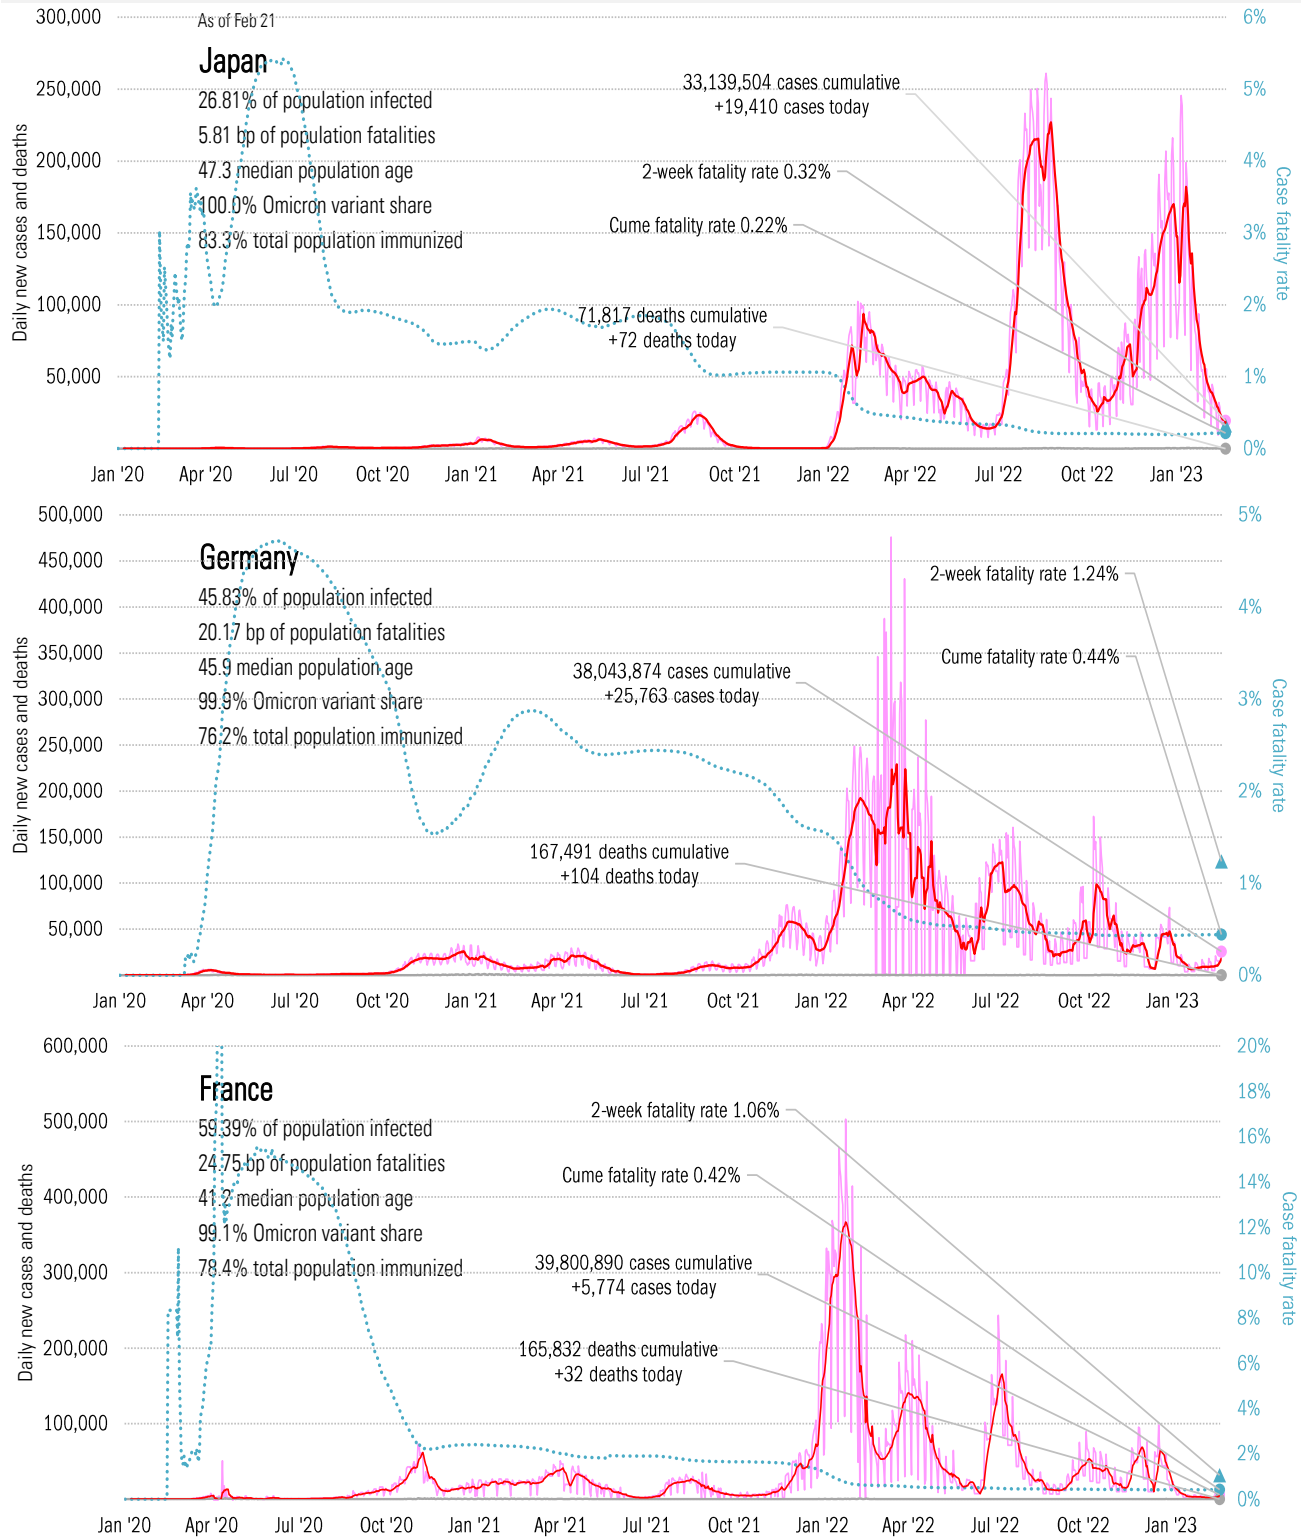 As of Feb 21
Japan
26.81% of population infected
5.81 bp of population fatalities
47.3 median population age
100.0% Omicron variant share
83.3% total population immunized
33,139,504 cases cumulative
+19,410 cases today
2-week fatality rate 0.32%
Cume fatality rate 0.22%
71,817 deaths cumulative
+72 deaths today
Daily new cases and deaths
300,000
250,000
200,000
150,000
100,000
50,000
6%
5%
4%
3%
2%
1%
0%
Case fatality rate
Jan '20 Apr '20 Jul '20 Oct '20 Jan '21 Apr '21 Jul '21 Oct '21 Jan '22 Apr '22 Jul '22 Oct '22 Jan '23
Germany
45.83% of population infected
20.17 bp of population fatalities
45.9 median population age
99.9% Omicron variant share
76.2% total population immunized
2-week fatality rate 1.24%
Cume fatality rate 0.44%
38,043,874 cases cumulative
+25,763 cases today
167,491 deaths cumulative
+104 deaths today
Daily new cases and deaths
500,000
450,000
400,000
350,000
300,000
250,000
200,000
150,000
100,000
50,000
5%
4%
3%
2%
1%
0%
Case fatality rate
Jan '20 Apr '20 Jul '20 Oct '20 Jan '21 Apr '21 Jul '21 Oct '21 Jan '22 Apr '22 Jul '22 Oct '22 Jan '23
France
59.39% of population infected
24.75 bp of population fatalities
41.2 median population age
99.1% Omicron variant share
78.4% total population immunized
2-week fatality rate 1.06%
Cume fatality rate 0.42%
39,800,890 cases cumulative
+5,774 cases today
165,832 deaths cumulative
+32 deaths today
Daily new cases and deaths
600,000
500,000
400,000
300,000
200,000
100,000
20%
18%
16%
14%
12%
10%
8%
6%
4%
2%
0%
Case fatality rate
Jan '20 Apr '20 Jul '20 Oct '20 Jan '21 Apr '21 Jul '21 Oct '21 Jan '22 Apr '22 Jul '22 Oct '22 Jan '23